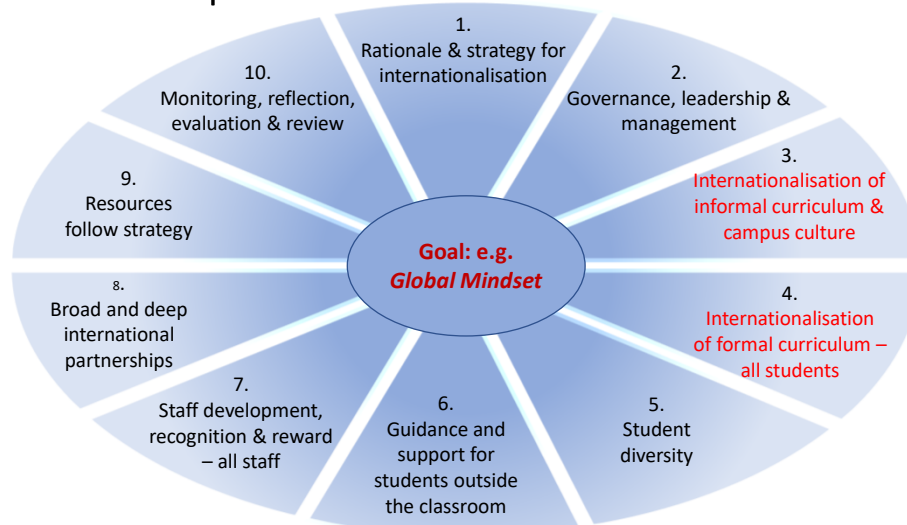 1.
Rationale & strategy for
internationalisation
2.
Governance, leadership &
management
3.
Internationalisation of
informal curriculum &
campus culture
4.
Internationalisation
of formal curriculum –
all students
5.
Student
diversity
6.
Guidance and
support for
students outside
the classroom
7.
Staff development,
recognition & reward
– all staff
8.
Broad and deep
international
partnerships
9.
Resources
follow strategy
10.
Monitoring, reflection,
evaluation & review
Goal: e.g.
Global Mindset